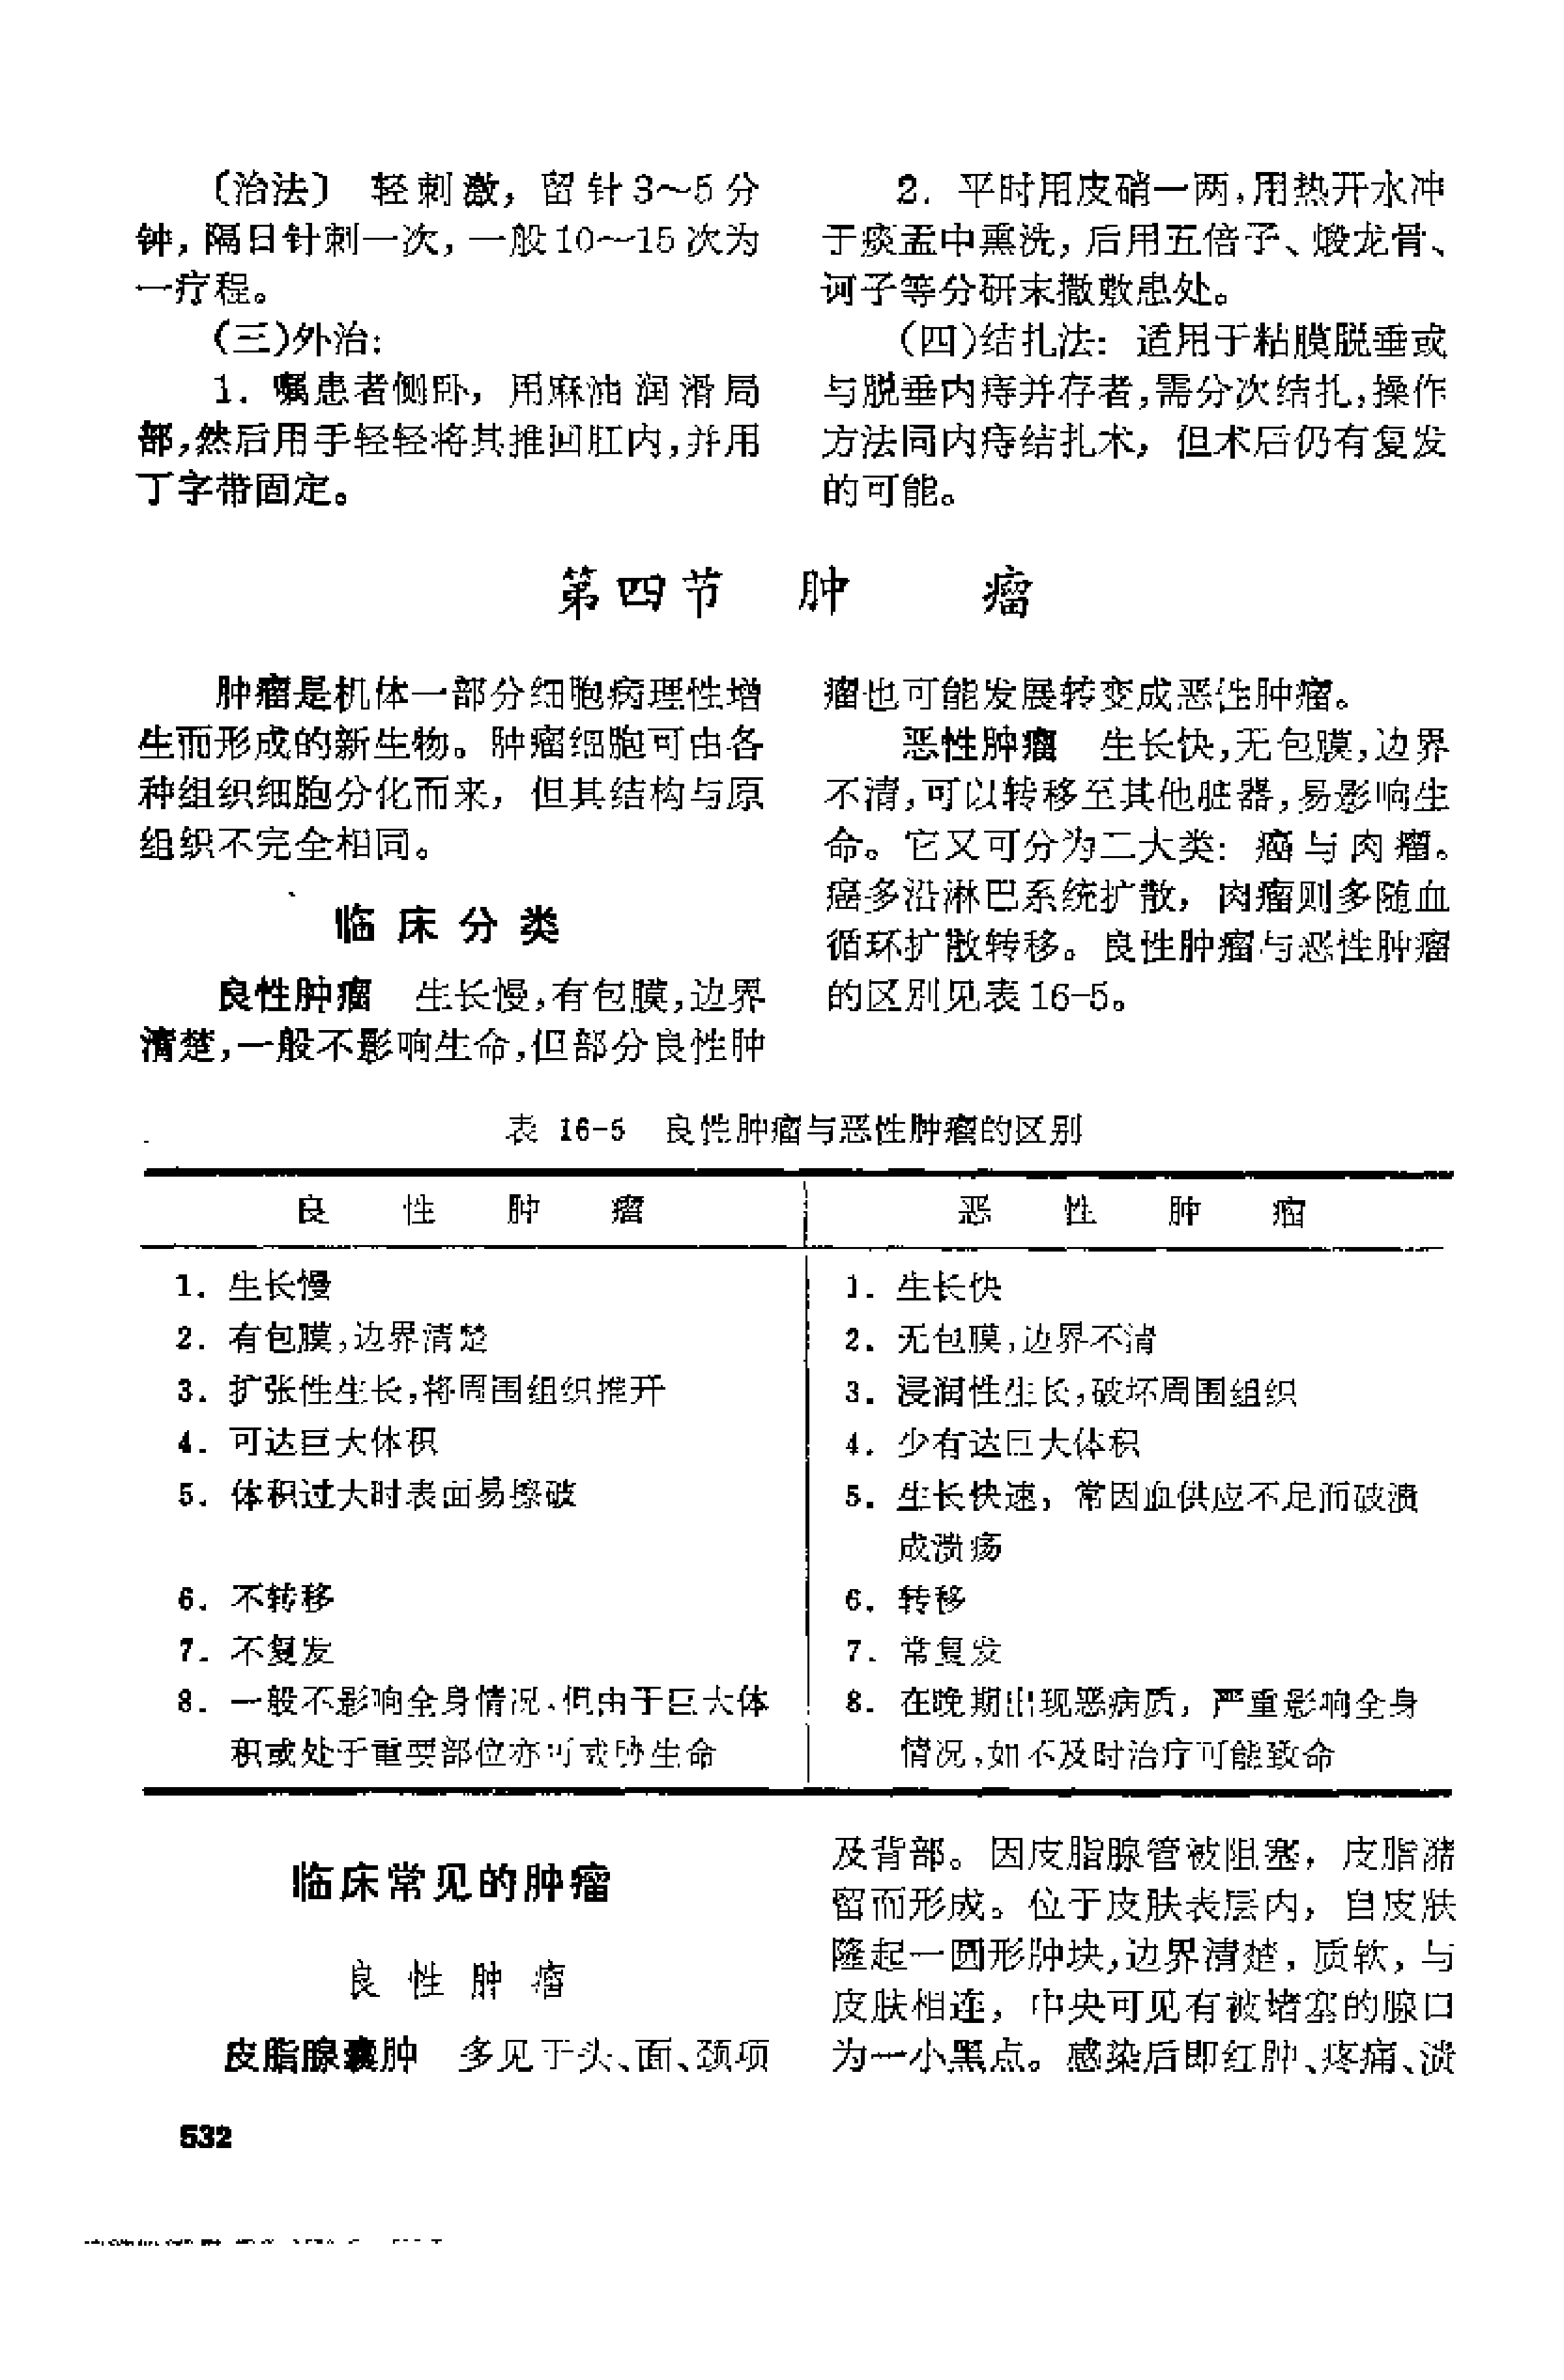 〔治法〕 轻刺激，留针3～5分
钟，隔日针刺一次，一般10～15次为
一疗程。
(三)外治：
1．嘱患者侧卧，用麻油润滑局
部，然后用手轻轻将其推回肛内，并用
丁字带固定。
2．平时用皮硝一两，用热开水冲
于痰盂中熏洗，后用五倍子、煅龙骨、
诃子等分研末撒敷患处。
(四)结扎法：适用于粘膜脱垂或
与脱垂内痔并存者，需分次结扎，操作
方法同内痔结扎术，但术后仍有复发
的可能。
第四节 肿 瘤
肿瘤是机体一部分细胞病理性增
生而形成的新生物。肿瘤细胞可由各
种组织细胞分化而来，但其结构与原
组织不完全相同。
临床分类
良性肿瘤 生长慢，有包膜，边界
清楚，一般不影响生命，但部分良性肿
瘤也可能发展转变成恶性肿瘤。
恶性肿瘤 生长快，无包膜，边界
不清，可以转移至其他脏器，易影响生
命。它又可分为二大类：癌与肉瘤。
癌多沿淋巴系统扩散，肉瘤则多随血
循环扩散转移。良性肿瘤与恶性肿瘤
的区别见表16-5。
表 16-5 良性肿瘤与恶性肿瘤的区别
良 性 肿 瘤 恶 性 肿 瘤
1．生长慢 1．生长快
2．有包膜，边界清楚 2．无包膜，边界不清
3．扩张性生长，将周围组织推开 3．浸润性生长，破坏周围组织
4．可达巨大体积 4．少有达巨大体积
5．体积过大时表面易擦破 5．生长快速，常因血供应不足而破溃
成溃疡
6．不转移 6．转移
7．不复发 7．常复发
8．一般不影响全身情况，但由于巨大体 8．在晚期出现恶病质，严重影响全身
积或处于重要部位亦可威胁生命 情况，如不及时治疗可能致命
临床常见的肿瘤
良性肿瘤
皮脂腺囊肿 多见于头、面、颈项
及背部。因皮脂腺管被阻塞，皮脂潴
留而形成。位于皮肤表层内，自皮肤
隆起一圆形肿块，边界清楚，质软，与
皮肤相连，中央可见有被堵塞的腺口
为一小黑点。感染后即红肿、疼痛、溃
532